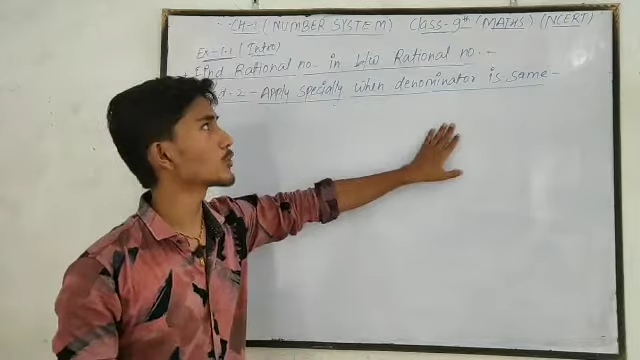 CH-1 (NUMBER SYSTEM) Class-9th (MATHS) (NCERT)
Ex-1.1 (Intro)
Find Rational no. in b/w Rational no. -
-2 - Apply specially when denominator is same -